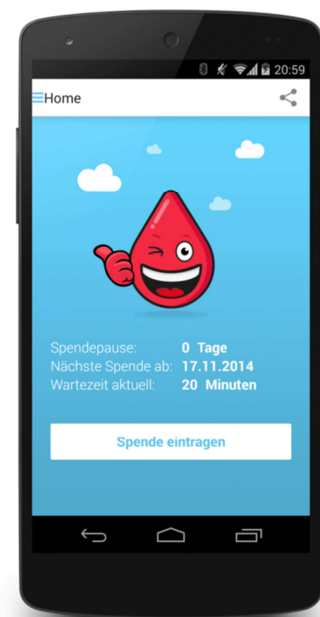 20:59
Home
Spendepause: 0 Tage
Nächste Spende ab: 17.11.2014
Wartezeit aktuell: 20 Minuten
Spende eintragen